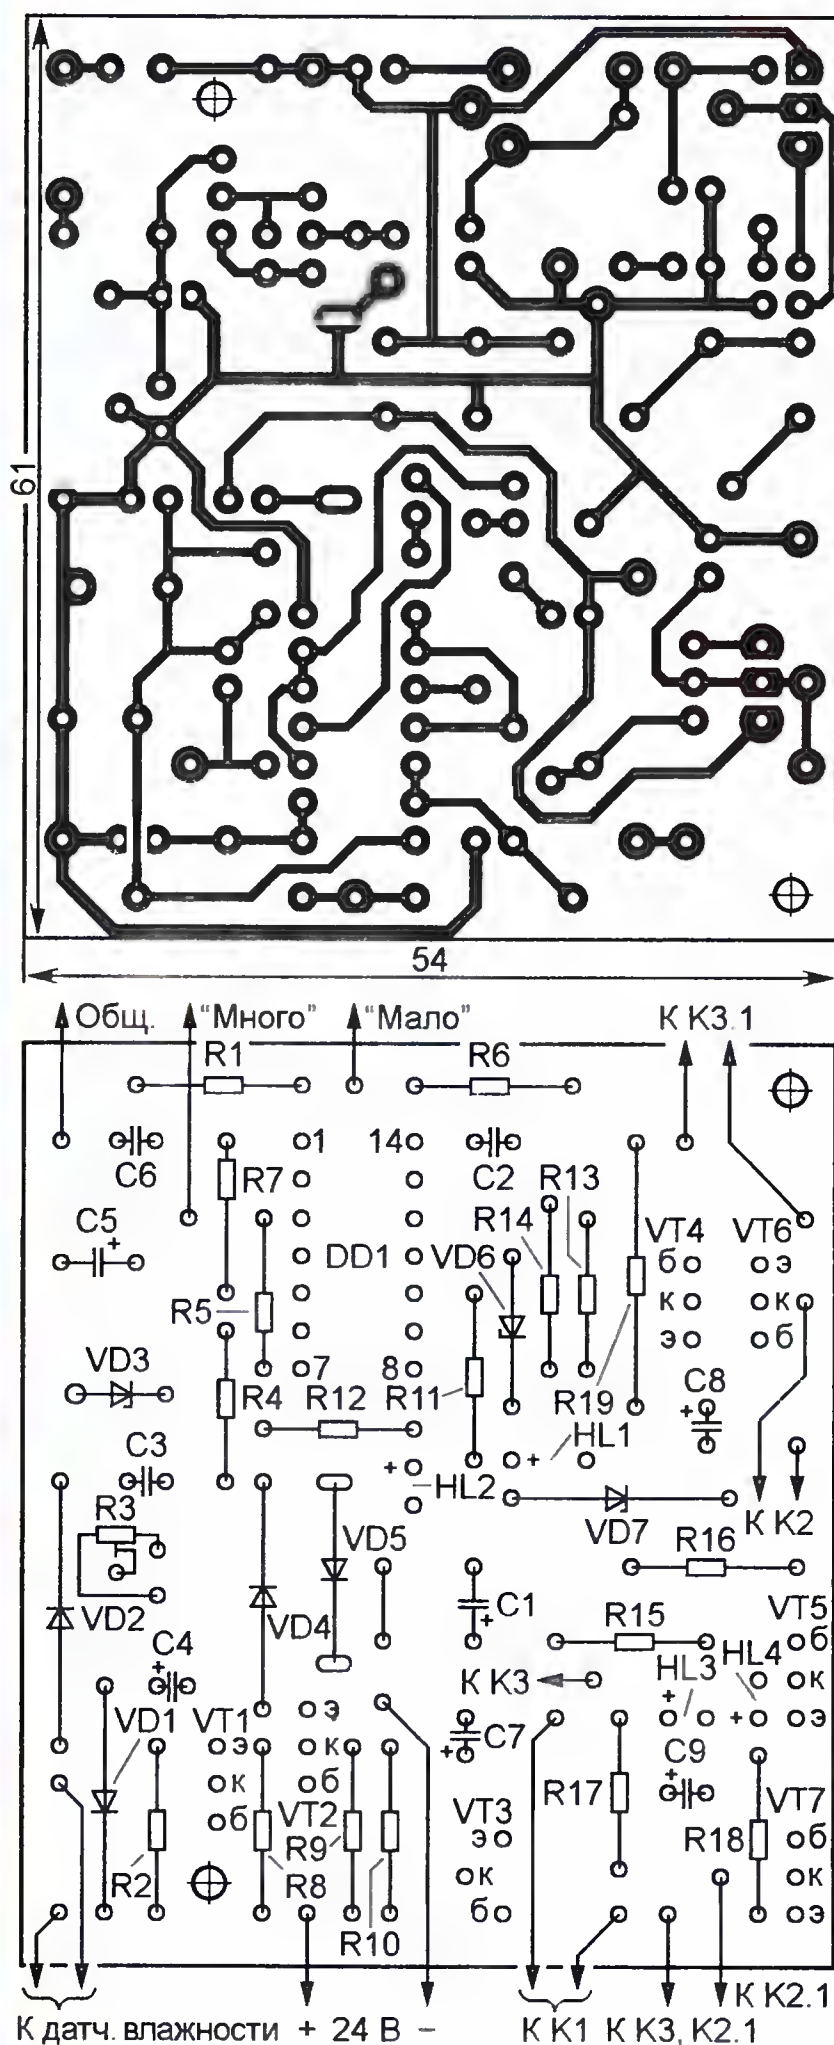 61
54
Общ. "Много" "Мало" К К3.1
R1 R6
1 14
C6 R7 C2 R13
C5 R14 VT4 VT6
DD1 VD6 б э
R5 к к
э б
VD3 7 8 C8
R4 R12 R11 R19 +
+ HL1
C3 + HL2
R3 VD7 К К2
VD5 R16
VD2 VD4 C1 VT5
+ R15 б
C4 HL3 HL4 к
+ К К3
VD1 VT1 э + + э
э к C7 C9
к б + + R17 VT7
б VT2 VT3 R18 б
R9 э к
R2 R8 к э
R10 б
К К2.1
К датч. влажности + 24 В − К К1 К К3, К2.1